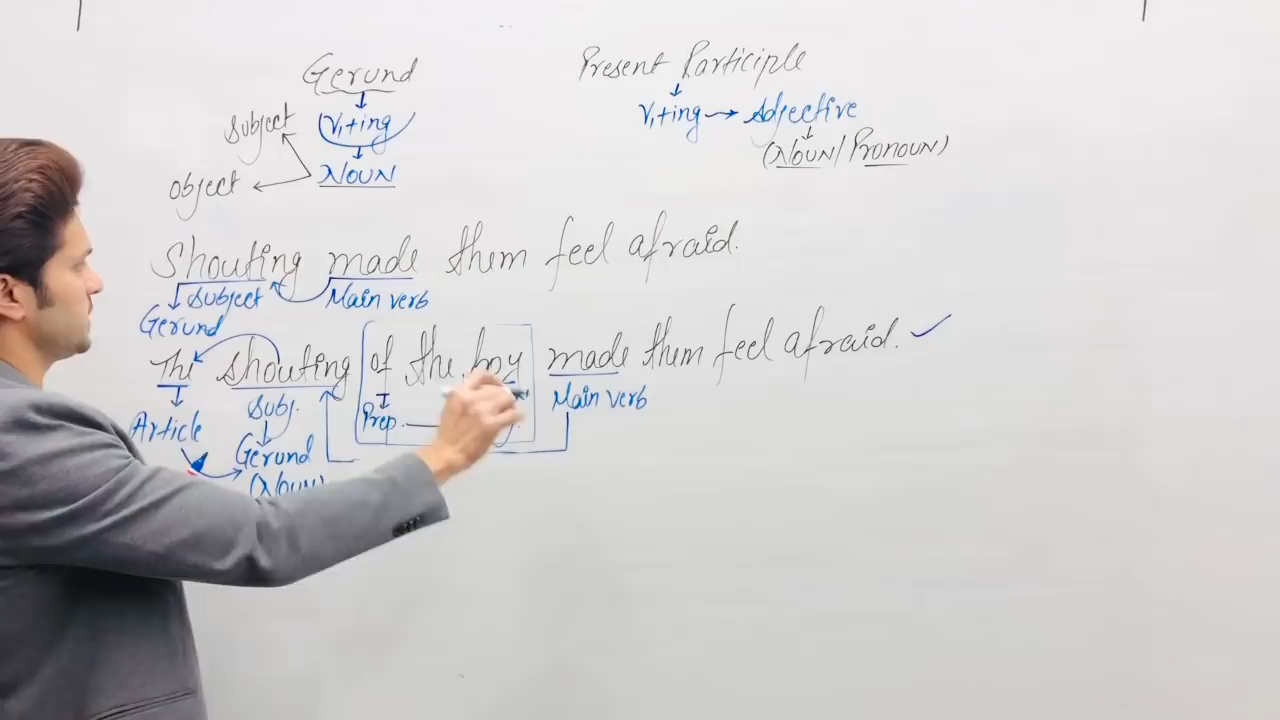 Gerund
Present Participle
Subject
V₁+ing
V₁+ing → Adjective
Object
NOUN
(NOUN/PRONOUN)
Shouting made them feel afraid.
Subject
Main verb
Gerund
The shouting of the boy made them feel afraid.
Article
Subj.
Prep.
Main verb
Gerund
(NOUN)